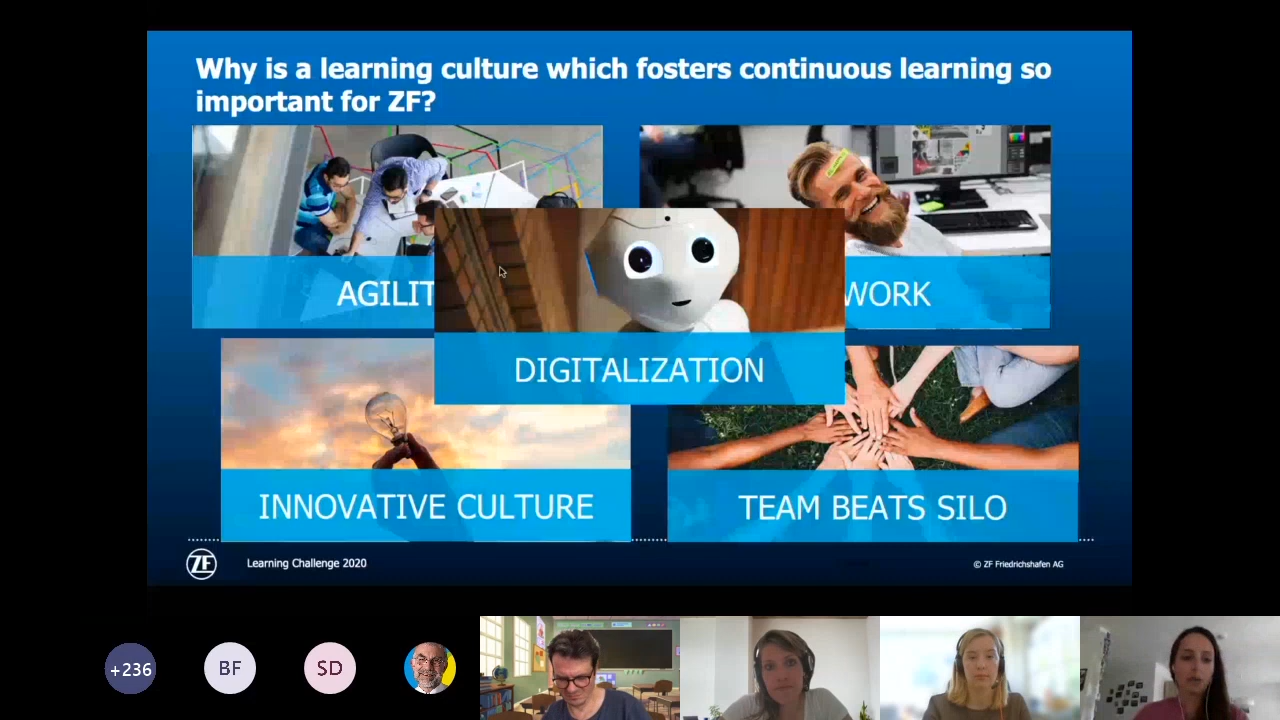 Why is a learning culture which fosters continuous learning so
important for ZF?
AGILIT
WORK
DIGITALIZATION
INNOVATIVE CULTURE
TEAM BEATS SILO
ZF
Learning Challenge 2020
© ZF Friedrichshafen AG
+236
BF
SD